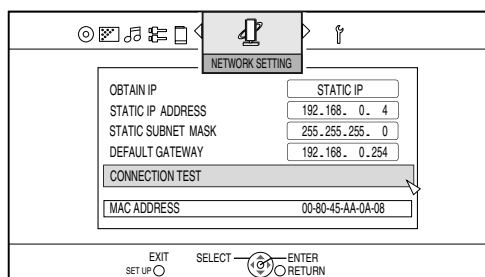 NETWORK SETTING
OBTAIN IP STATIC IP
STATIC IP ADDRESS 192.168. 0. 4
STATIC SUBNET MASK 255.255.255. 0
DEFAULT GATEWAY 192.168. 0.254
CONNECTION TEST
MAC ADDRESS 00-80-45-AA-0A-08
EXIT SELECT ENTER
SET UP RETURN